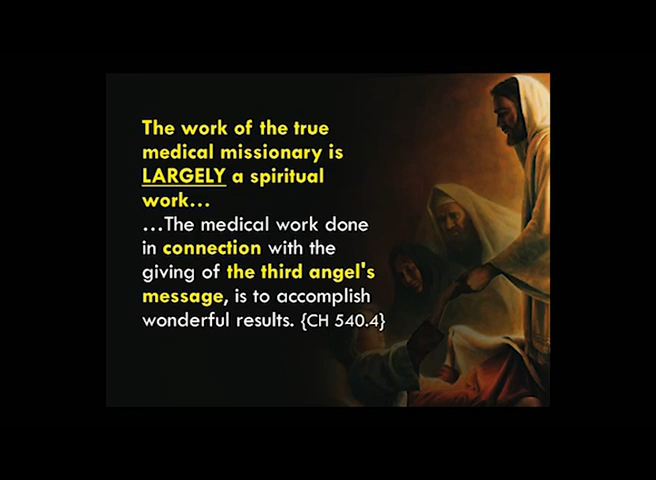 The work of the true
medical missionary is
LARGELY a spiritual
work…
…The medical work done
in connection with the
giving of the third angel's
message, is to accomplish
wonderful results. {CH 540.4}